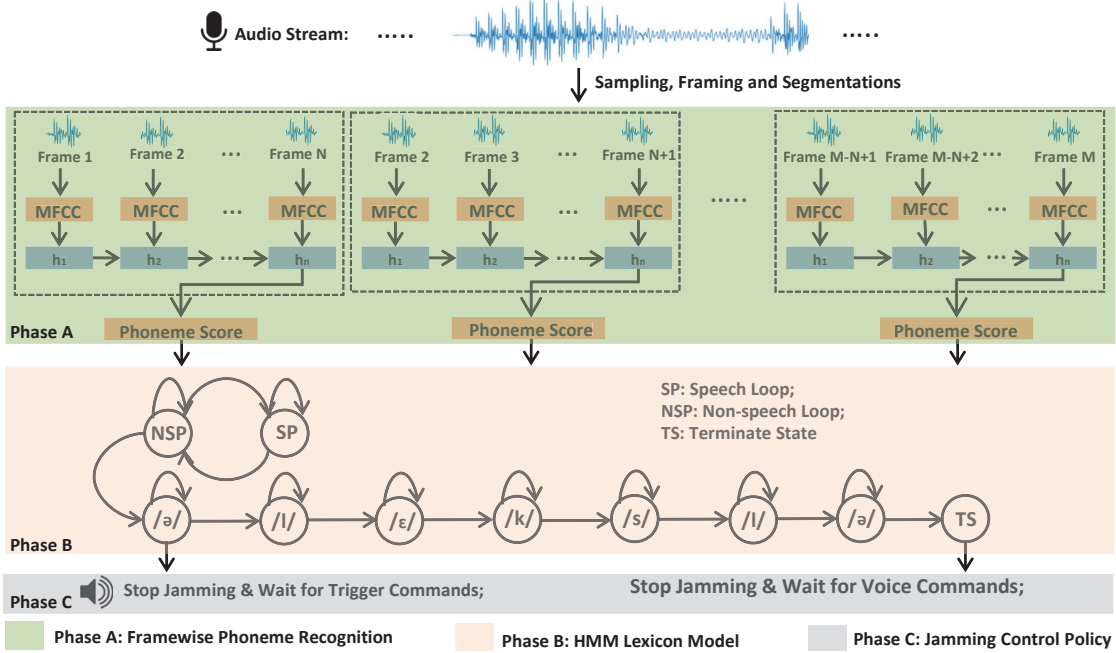 Audio Stream: ..... .....
Sampling, Framing and Segmentations
Frame 1 Frame 2 ... Frame N Frame 2 Frame 3 ... Frame N+1 Frame M-N+1 Frame M-N+2 ... Frame M
MFCC MFCC ... MFCC MFCC MFCC ... MFCC ..... MFCC MFCC ... MFCC
h1 h2 ... hn h1 h2 ... hn h1 h2 ... hn
Phase A Phoneme Score Phoneme Score Phoneme Score
SP: Speech Loop;
NSP: Non-speech Loop;
TS: Terminate State
NSP SP
/ə/ /l/ /ɛ/ /k/ /s/ /l/ /ə/ TS
Phase B
Phase C Stop Jamming & Wait for Trigger Commands; Stop Jamming & Wait for Voice Commands;
Phase A: Framewise Phoneme Recognition Phase B: HMM Lexicon Model Phase C: Jamming Control Policy